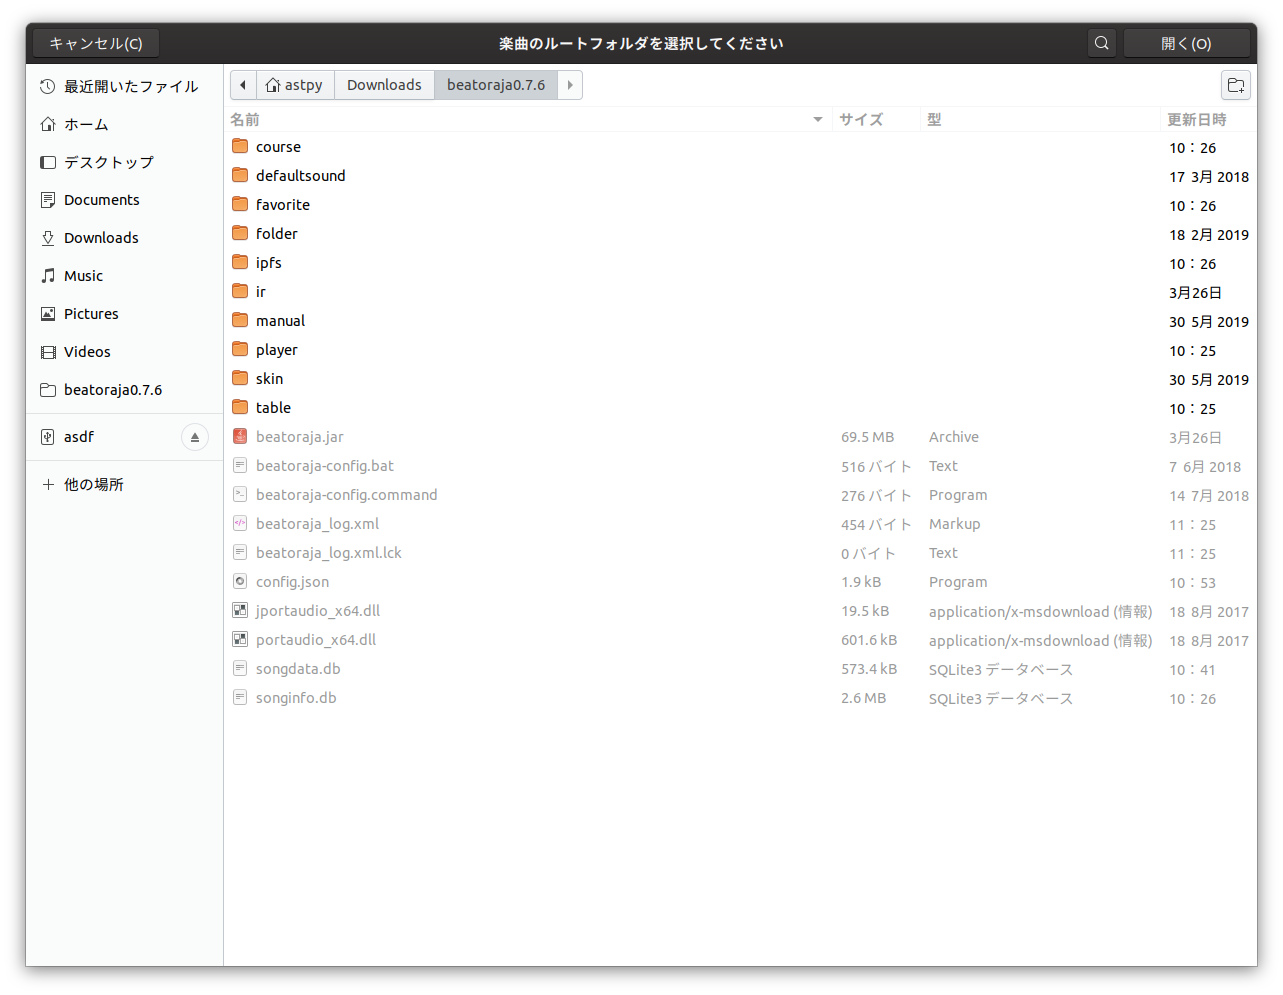 キャンセル(C) 楽曲のルートフォルダを選択してください 開く(O)
最近開いたファイル
ホーム
デスクトップ
Documents
Downloads
Music
Pictures
Videos
beatoraja0.7.6
asdf
他の場所
astpy Downloads beatoraja0.7.6
名前 サイズ 型 更新日時
course 10：26
defaultsound 17 3月 2018
favorite 10：26
folder 18 2月 2019
ipfs 10：26
ir 3月26日
manual 30 5月 2019
player 10：25
skin 30 5月 2019
table 10：25
beatoraja.jar 69.5 MB Archive 3月26日
beatoraja-config.bat 516 バイト Text 7 6月 2018
beatoraja-config.command 276 バイト Program 14 7月 2018
beatoraja_log.xml 454 バイト Markup 11：25
beatoraja_log.xml.lck 0 バイト Text 11：25
config.json 1.9 kB Program 10：53
jportaudio_x64.dll 19.5 kB application/x-msdownload (情報) 18 8月 2017
portaudio_x64.dll 601.6 kB application/x-msdownload (情報) 18 8月 2017
songdata.db 573.4 kB SQLite3 データベース 10：41
songinfo.db 2.6 MB SQLite3 データベース 10：26